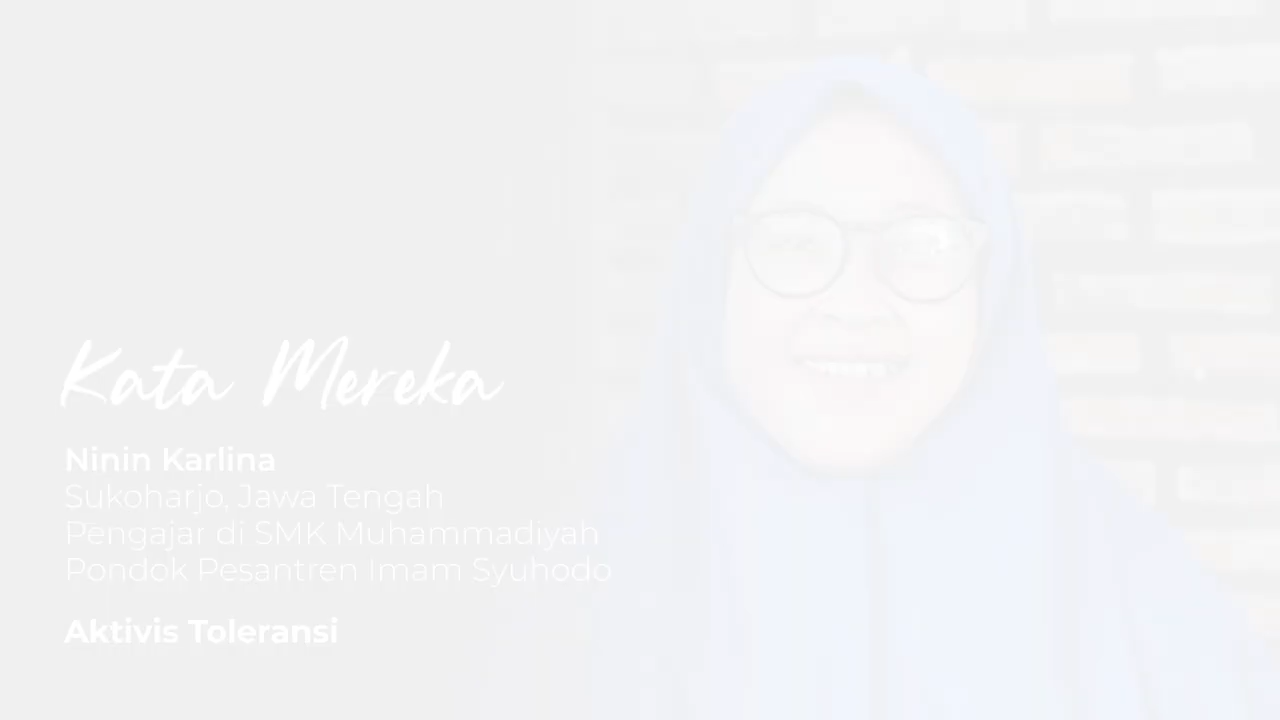 Kata Mereka
Ninin Karlina
Sukoharjo, Jawa Tengah
Pengajar di SMK Muhammadiyah
Pondok Pesantren Imam Syuhodo
Aktivis Toleransi